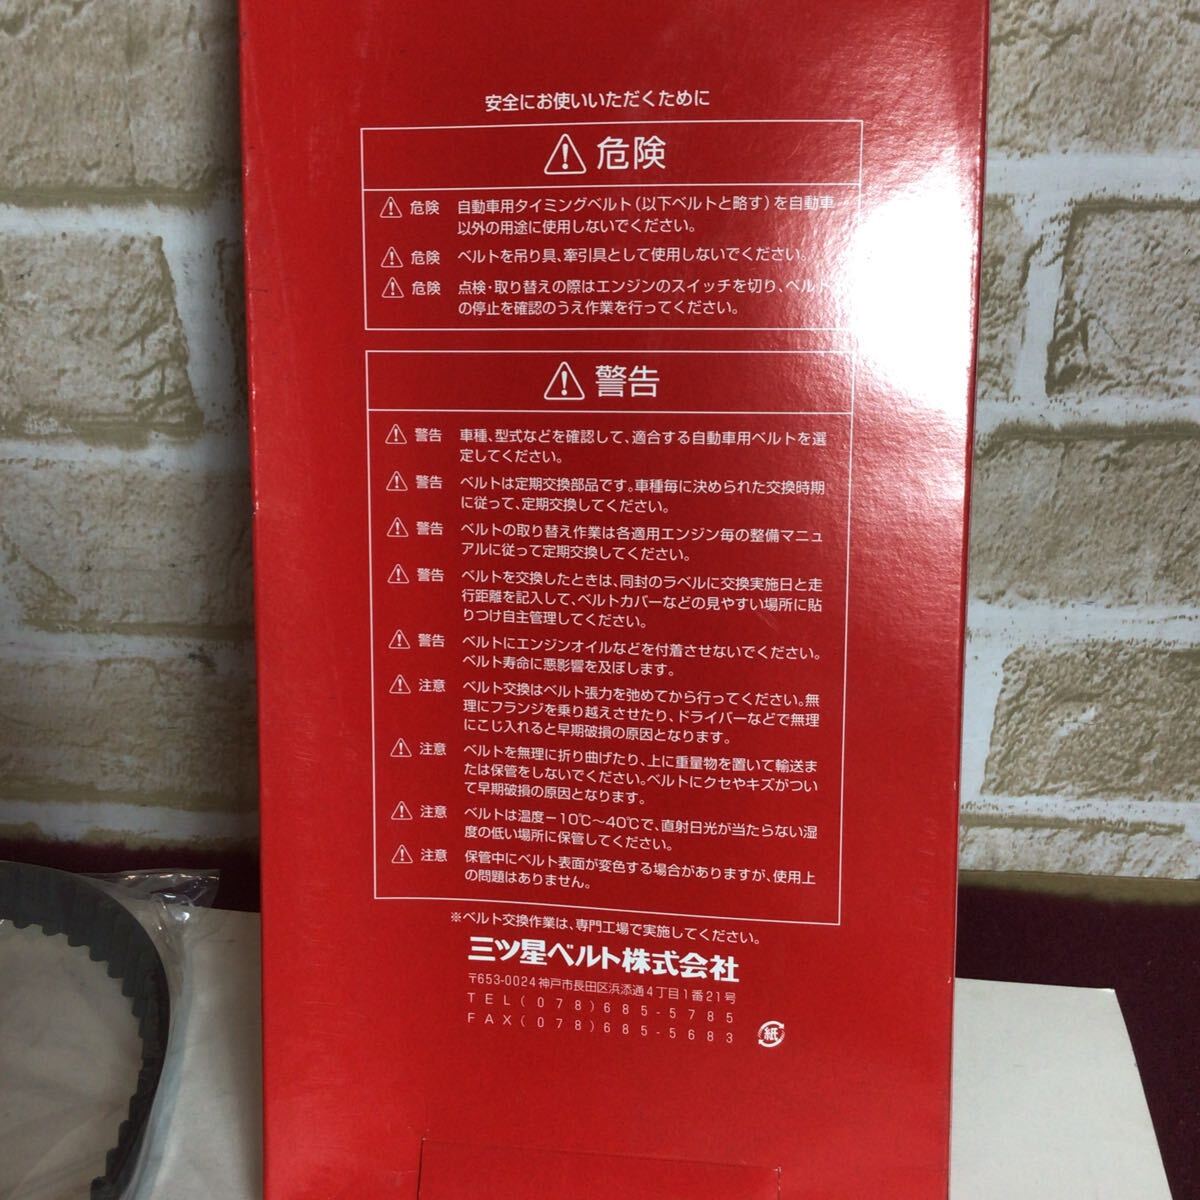 安全にお使いいただくために
危険
危険 自動車用タイミングベルト(以下ベルトと略す)を自動車
以外の用途に使用しないでください。
危険 ベルトを吊り具、牽引具として使用しないでください。
危険 点検・取り替えの際はエンジンのスイッチを切り、ベルト
の停止を確認のうえ作業を行ってください。
警告
警告 車種、型式などを確認して、適合する自動車用ベルトを選
定してください。
警告 ベルトは定期交換部品です。車種毎に決められた交換時期
に従って、定期交換してください。
警告 ベルトの取り替え作業は各適用エンジン毎の整備マニュ
アルに従って定期交換してください。
警告 ベルトを交換したときは、同封のラベルに交換実施日と走
行距離を記入して、ベルトカバーなどの見やすい場所に貼
りつけ自主管理してください。
警告 ベルトにエンジンオイルなどを付着させないでください。
ベルト寿命に悪影響を及ぼします。
注意 ベルト交換はベルト張力を弛めてから行ってください。無
理にフランジを乗り越えさせたり、ドライバーなどで無理
にこじ入れると早期破損の原因となります。
注意 ベルトを無理に折り曲げたり、上に重量物を置いて輸送ま
たは保管をしないでください。ベルトにクセやキズがつい
て早期破損の原因となります。
注意 ベルトは温度−10℃〜40℃で、直射日光が当たらない湿
度の低い場所に保管してください。
注意 保管中にベルト表面が変色する場合がありますが、使用上
の問題はありません。
※ベルト交換作業は、専門工場で実施してください。
三ツ星ベルト株式会社
〒653-0024 神戸市長田区浜添通4丁目1番21号
TEL(078)685-5785
FAX(078)685-5683
紙